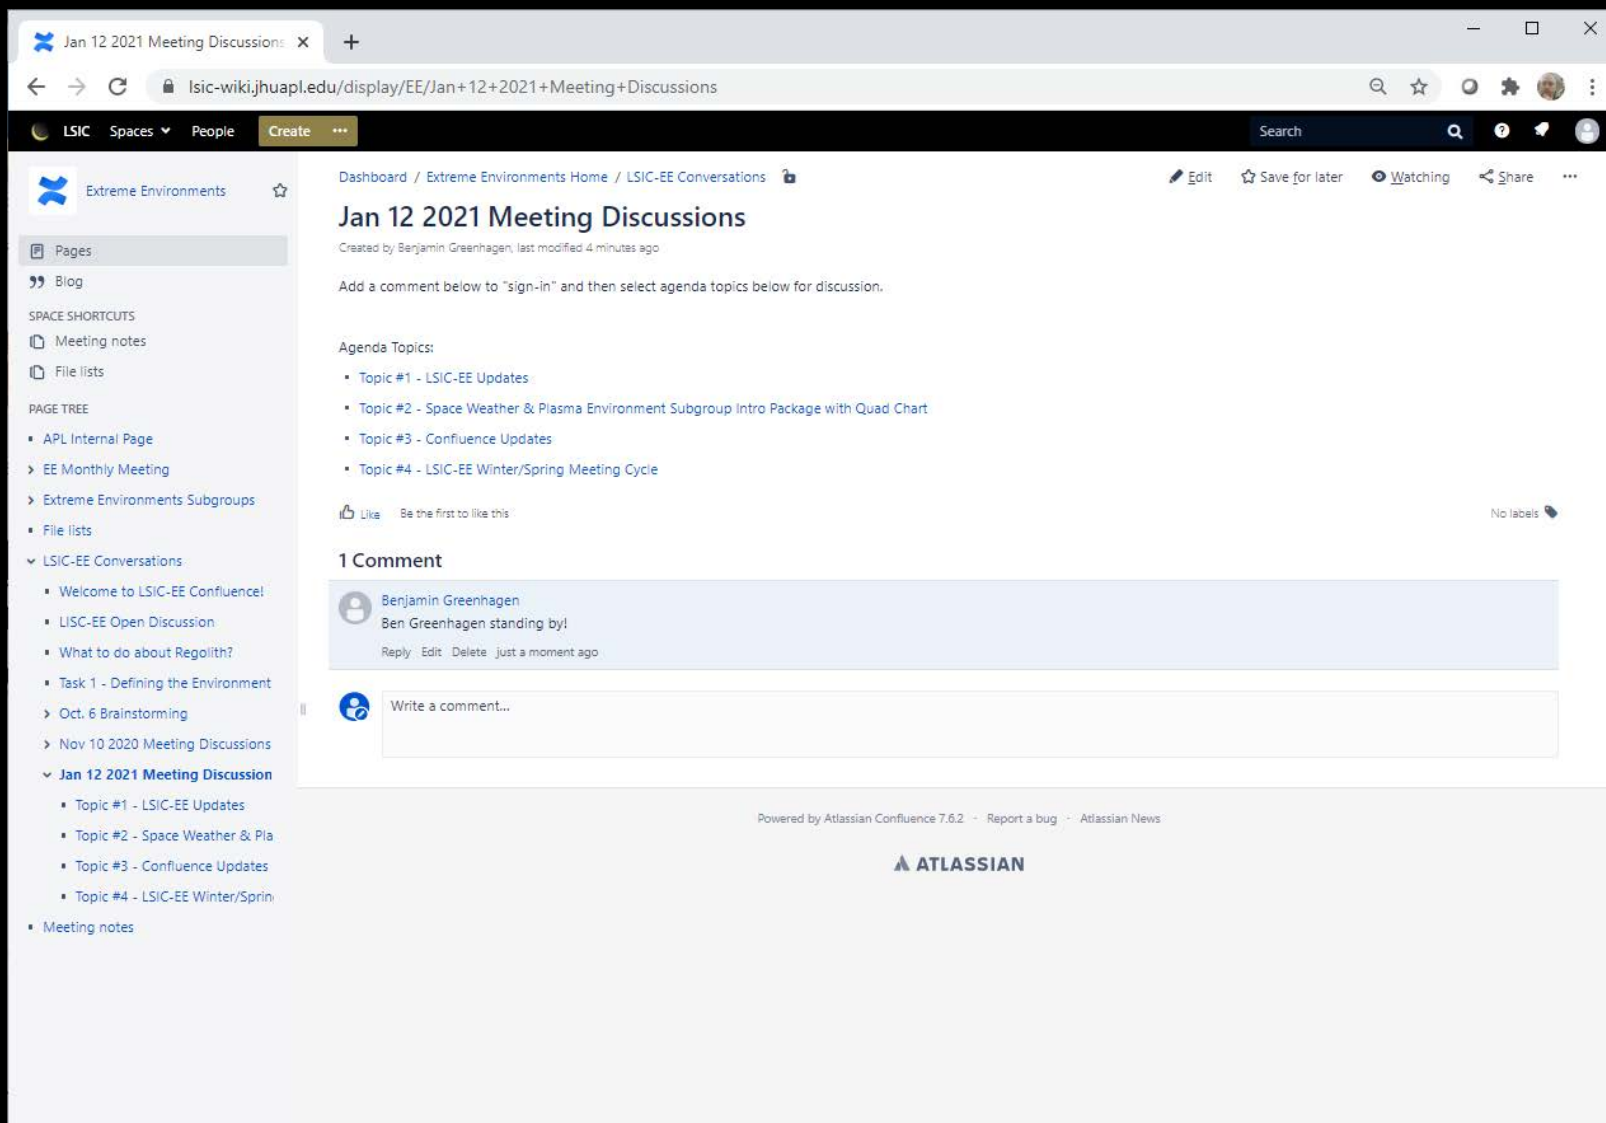 Jan 12 2021 Meeting Discussions
lsic-wiki.jhuapl.edu/display/EE/Jan+12+2021+Meeting+Discussions
LSIC Spaces People Create ··· Search
Extreme Environments
Pages
Blog
SPACE SHORTCUTS
Meeting notes
File lists
PAGE TREE
APL Internal Page
EE Monthly Meeting
Extreme Environments Subgroups
File lists
LSIC-EE Conversations
Welcome to LSIC-EE Confluence!
LISC-EE Open Discussion
What to do about Regolith?
Task 1 - Defining the Environment
Oct. 6 Brainstorming
Nov 10 2020 Meeting Discussions
Jan 12 2021 Meeting Discussion
Topic #1 - LSIC-EE Updates
Topic #2 - Space Weather & Pla
Topic #3 - Confluence Updates
Topic #4 - LSIC-EE Winter/Sprin
Meeting notes
Dashboard / Extreme Environments Home / LSIC-EE Conversations
Edit Save for later Watching Share ···
Jan 12 2021 Meeting Discussions
Created by Benjamin Greenhagen, last modified 4 minutes ago
Add a comment below to "sign-in" and then select agenda topics below for discussion.
Agenda Topics:
Topic #1 - LSIC-EE Updates
Topic #2 - Space Weather & Plasma Environment Subgroup Intro Package with Quad Chart
Topic #3 - Confluence Updates
Topic #4 - LSIC-EE Winter/Spring Meeting Cycle
Like Be the first to like this No labels
1 Comment
Benjamin Greenhagen
Ben Greenhagen standing by!
Reply Edit Delete just a moment ago
Write a comment...
Powered by Atlassian Confluence 7.6.2 · Report a bug · Atlassian News
ATLASSIAN